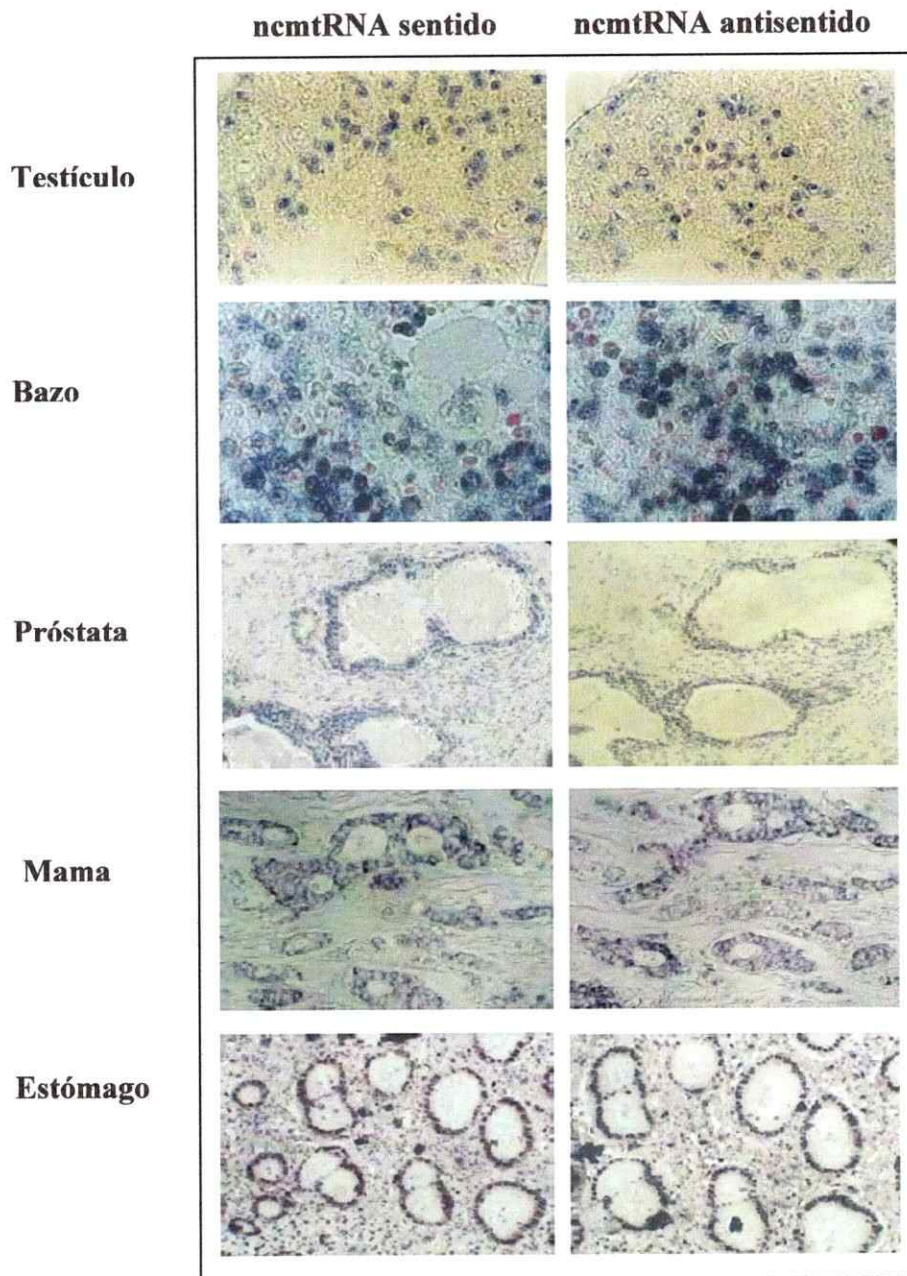 ncmtRNA sentido ncmtRNA antisentido
Testículo
Bazo
Próstata
Mama
Estómago